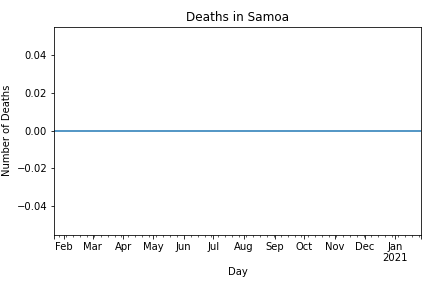 Deaths in Samoa
Number of Deaths
0.04
0.02
0.00
−0.02
−0.04
Feb Mar Apr May Jun Jul Aug Sep Oct Nov Dec Jan
2021
Day